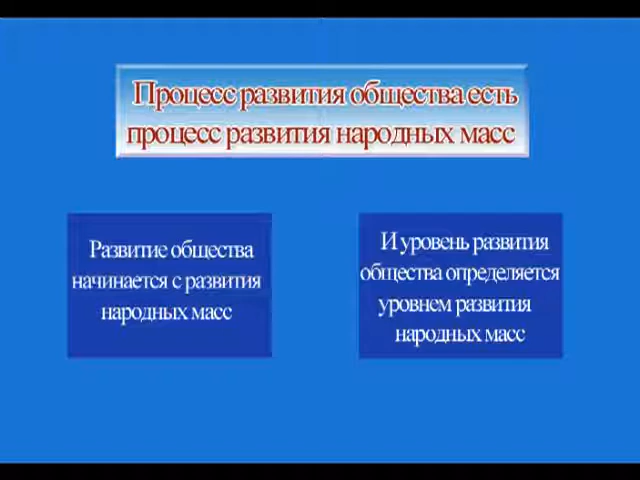 Процесс развития общества есть
процесс развития народных масс
Развитие общества
начинается с развития
народных масс
И уровень развития
общества определяется
уровнем развития
народных масс